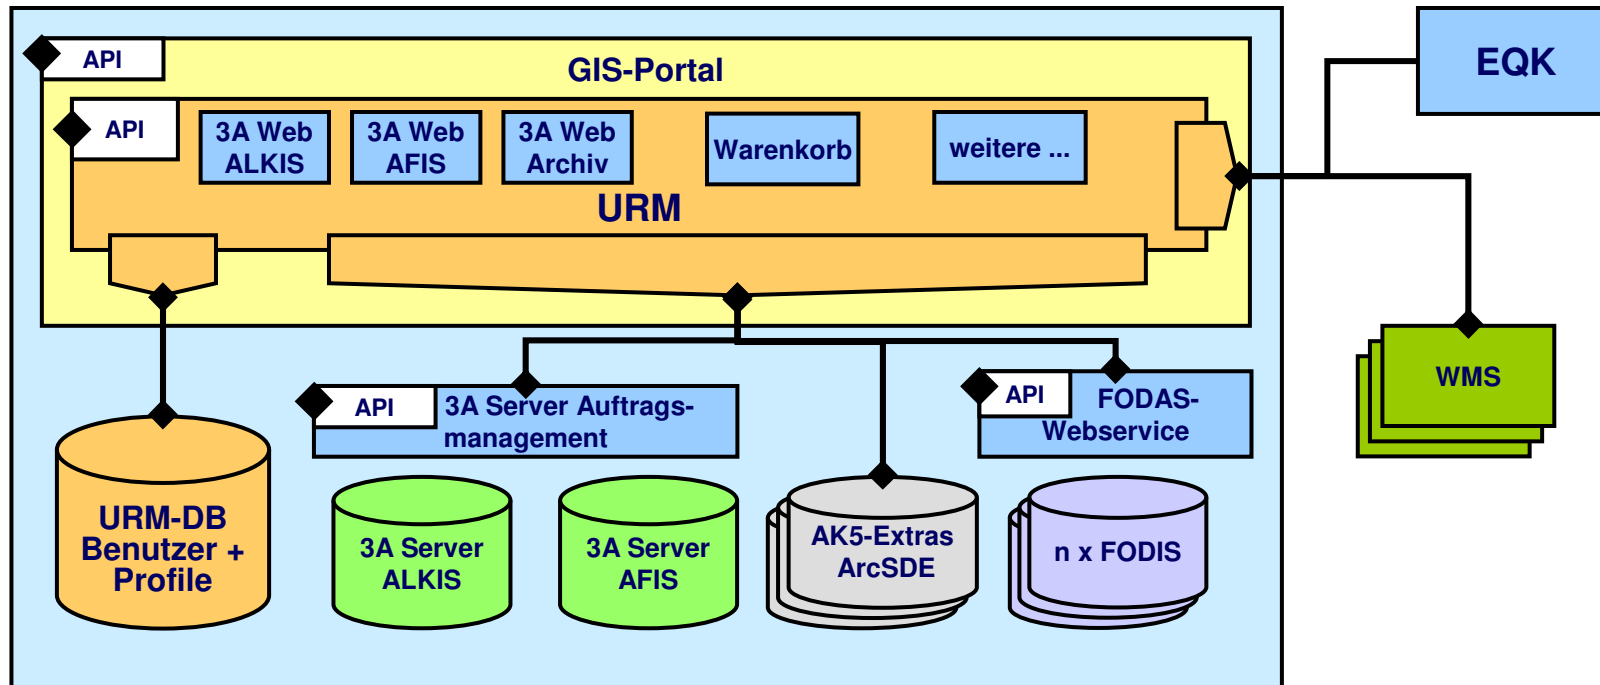 API
GIS-Portal
EQK
API
3A Web
ALKIS
3A Web
AFIS
3A Web
Archiv
Warenkorb
weitere ...
URM
WMS
API
3A Server Auftrags-
management
API
FODAS-
Webservice
URM-DB
Benutzer +
Profile
3A Server
ALKIS
3A Server
AFIS
AK5-Extras
ArcSDE
n x FODIS